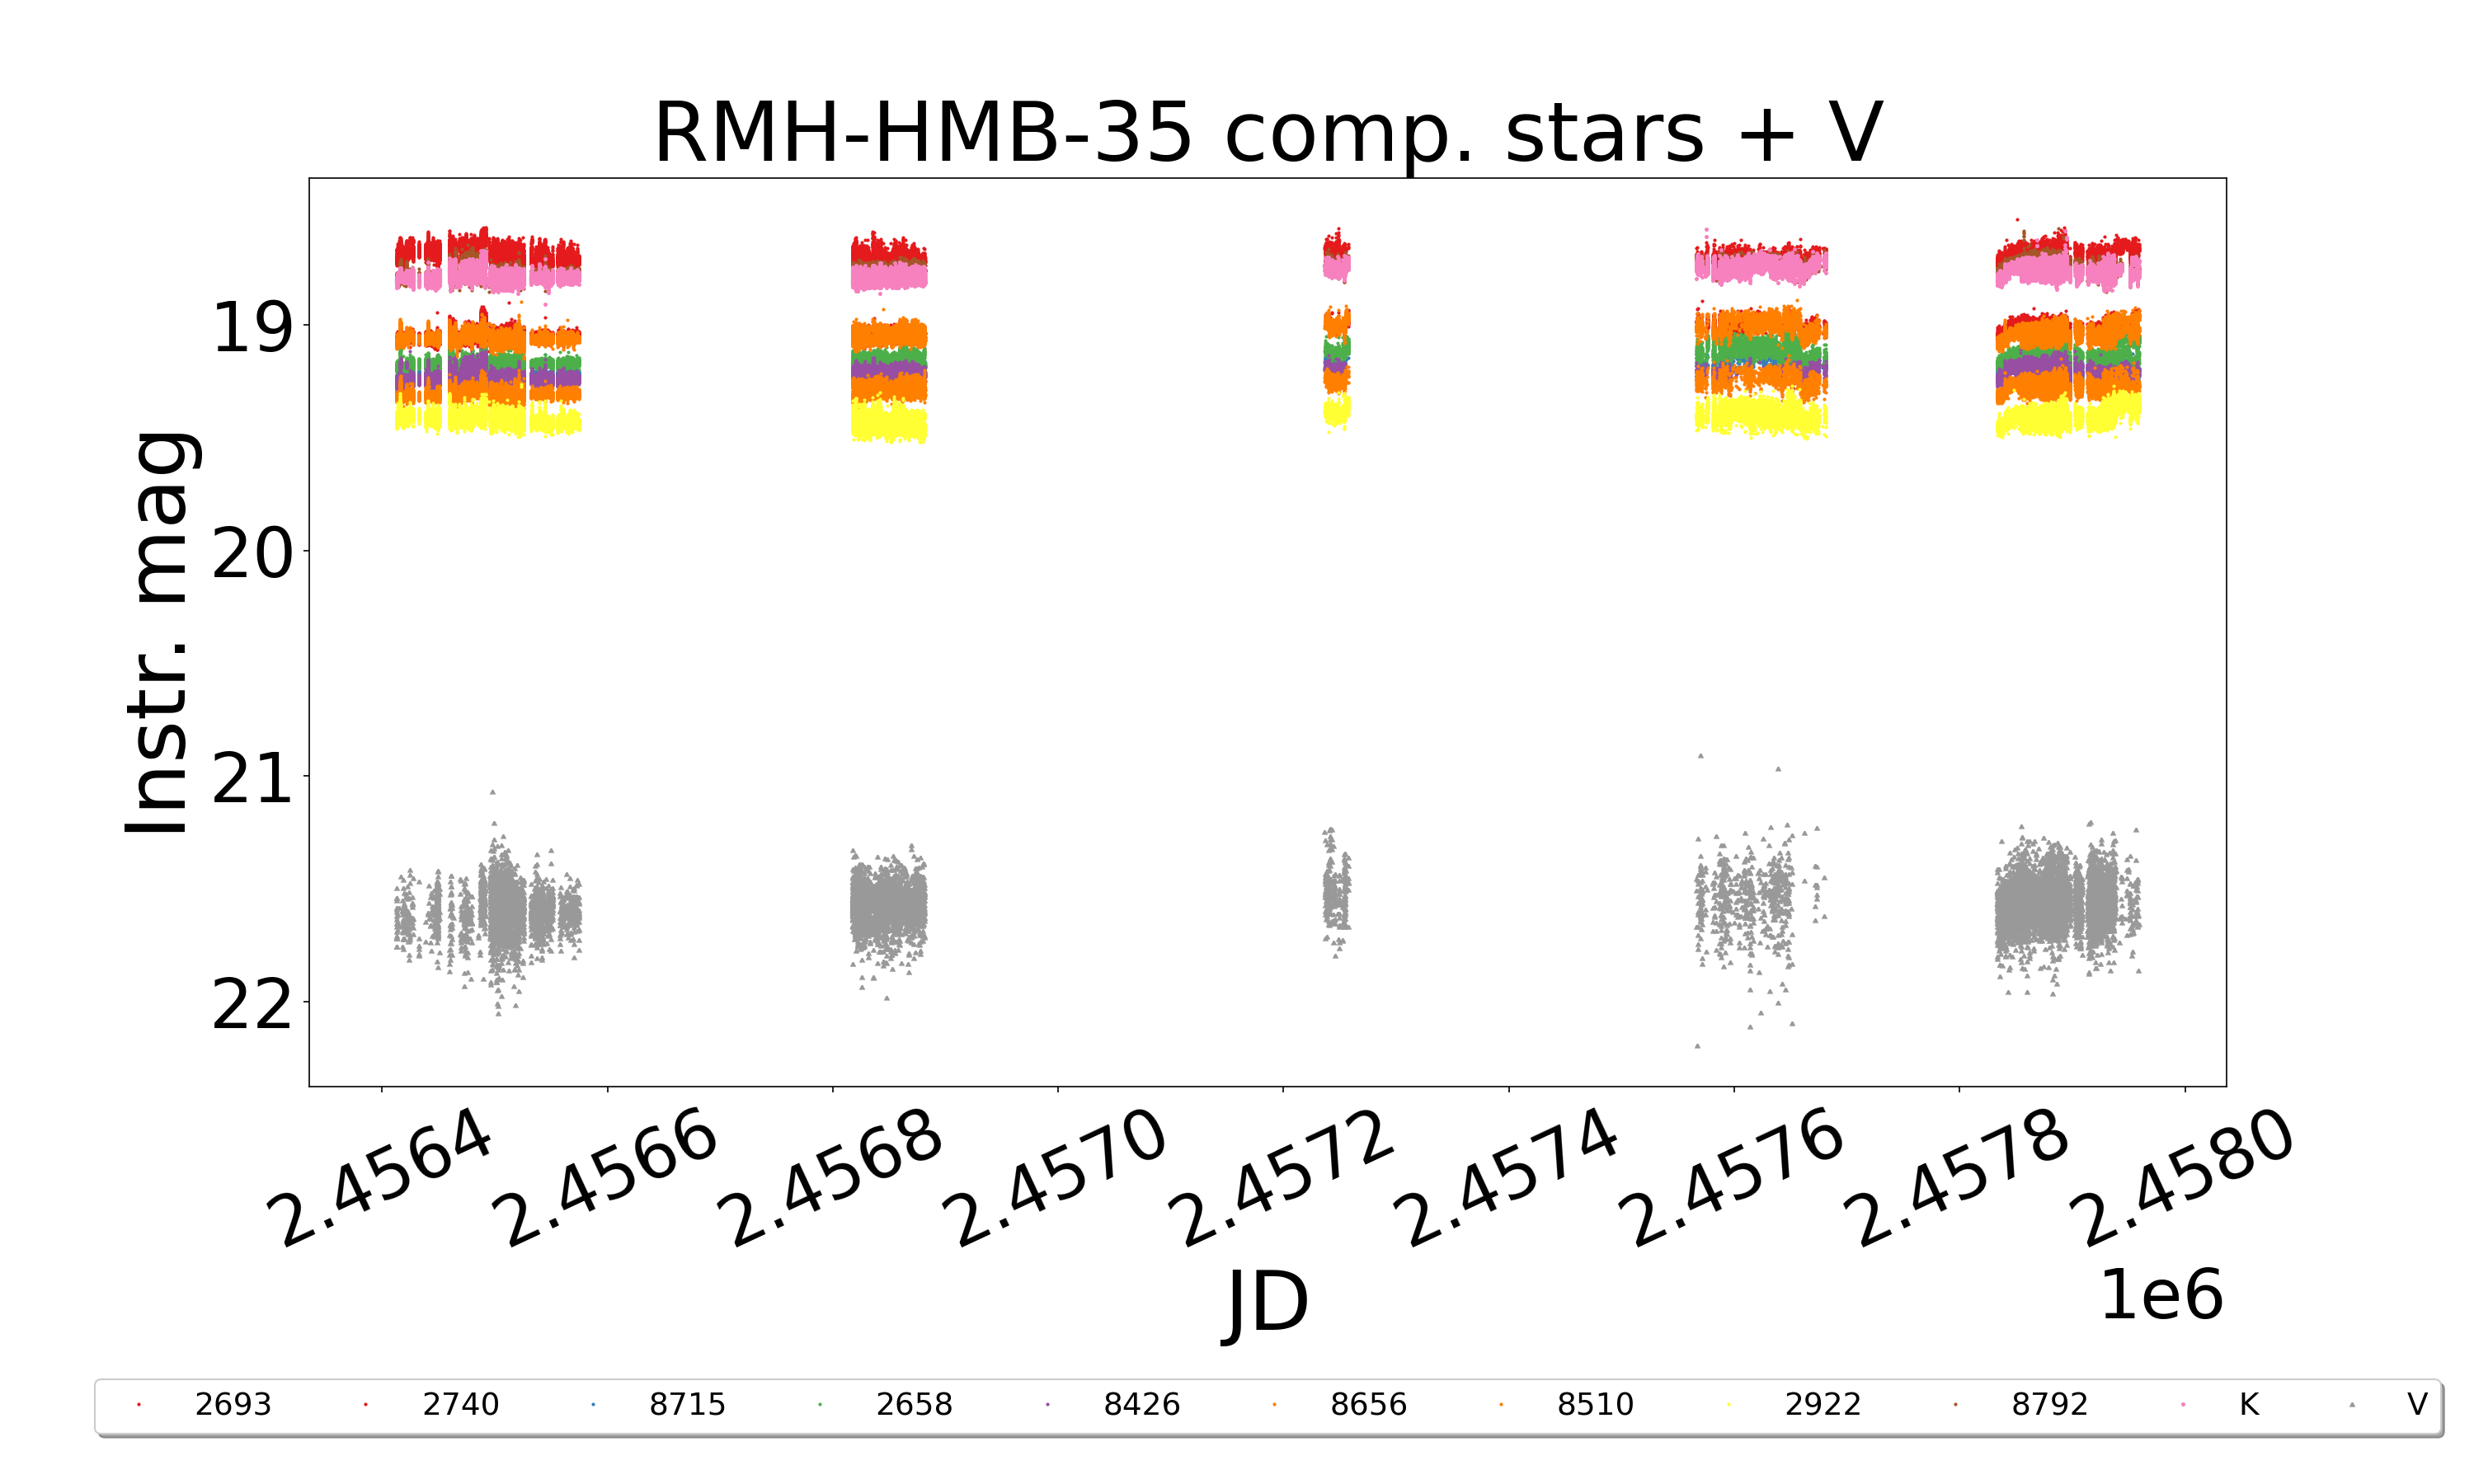 RMH-HMB-35 comp. stars + V
Instr. mag
19
20
21
22
2.4564 2.4566 2.4568 2.4570 2.4572 2.4574 2.4576 2.4578 2.4580
JD
1e6
2693 2740 8715 2658 8426 8656 8510 2922 8792 K V